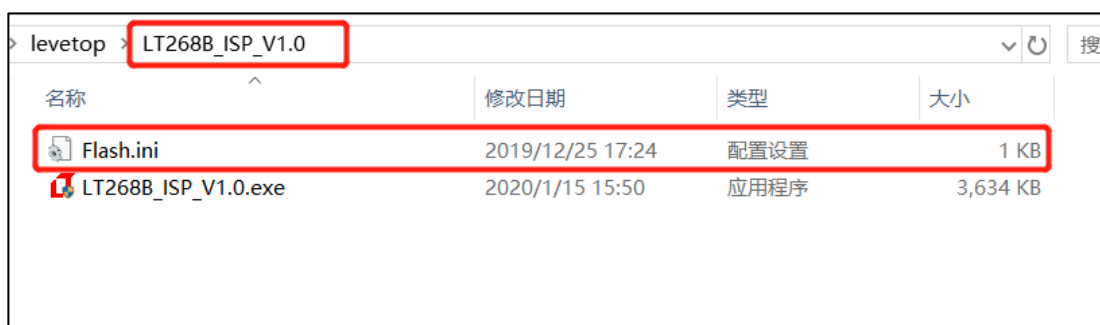 levetop > LT268B_ISP_V1.0 搜
名称 修改日期 类型 大小
Flash.ini 2019/12/25 17:24 配置设置 1 KB
LT268B_ISP_V1.0.exe 2020/1/15 15:50 应用程序 3,634 KB